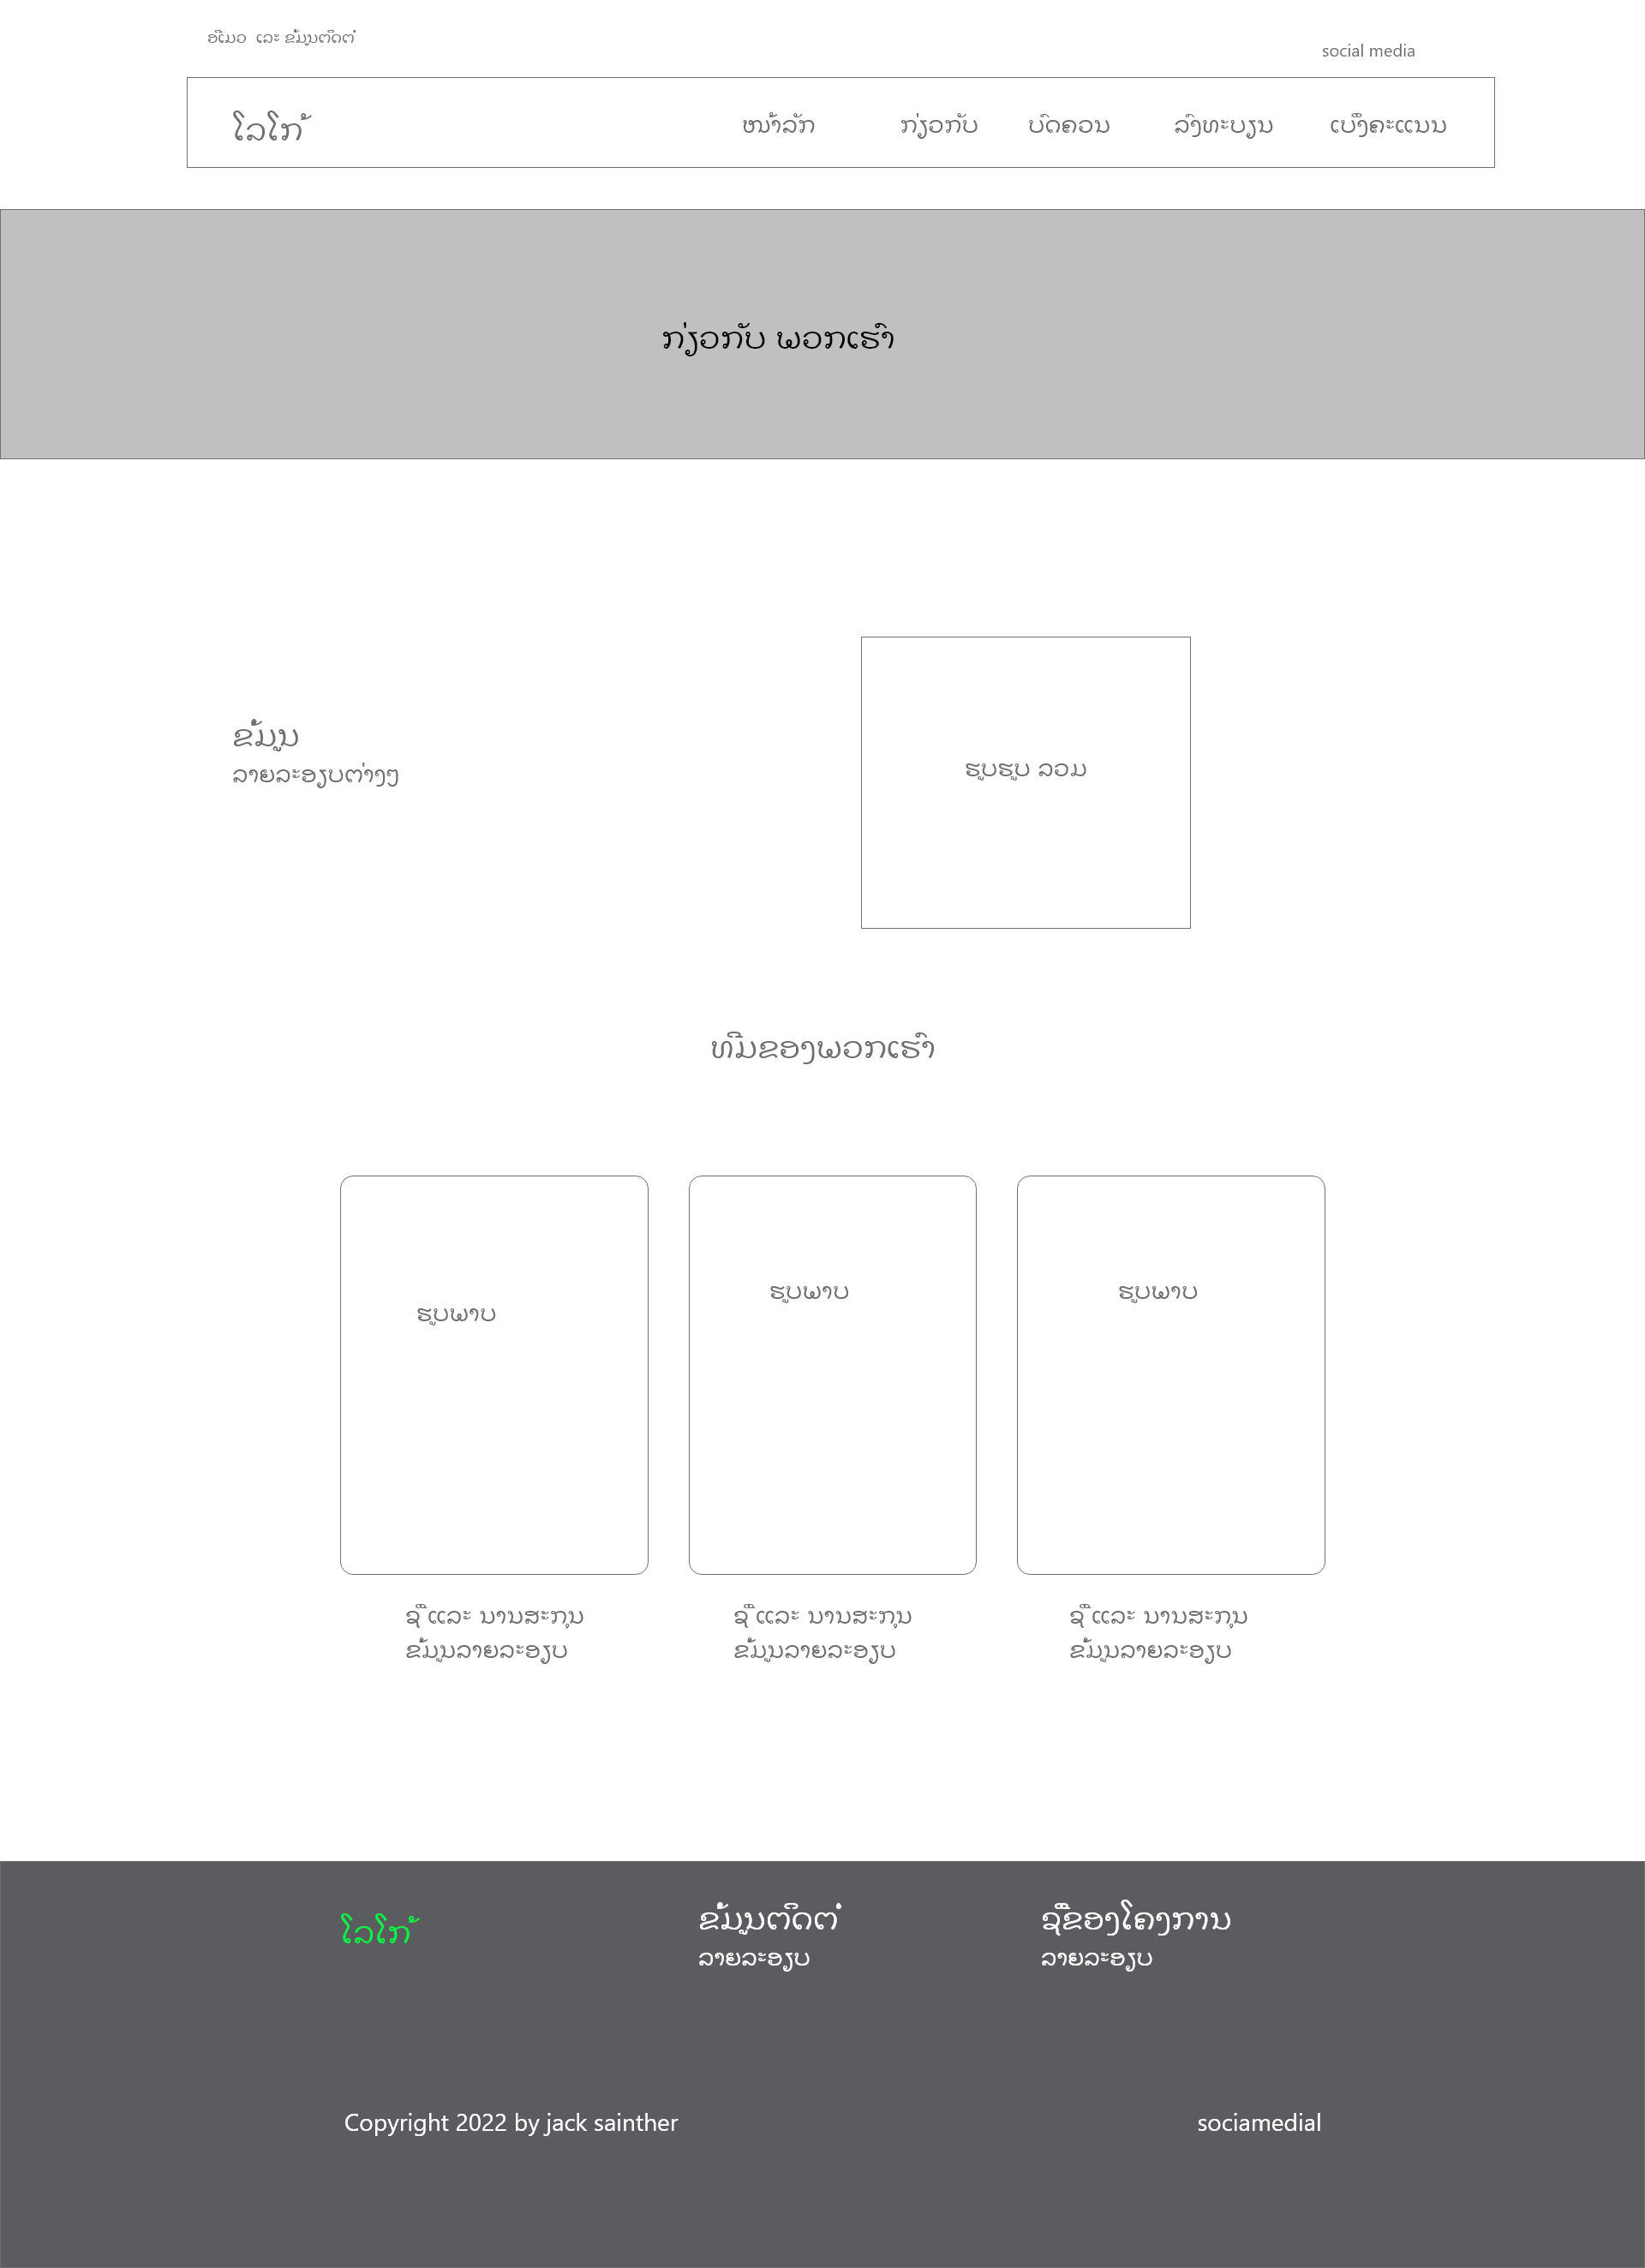 ອີເມວ ແລະ ຂໍ້ມູນຕິດຕໍ່
social media
ໂລໂກ້
ໜ້າລັກ
ກ່ຽວກັບ
ບົດຄວນ
ລົງທະບຽນ
ເບິ່ງຄະແນນ
ກ່ຽວກັບ ພວກເຮົາ
ຂໍ້ມູນ
ລາຍລະອຽບຕ່າງໆ
ຮູບຮູບ ລວມ
ທີມຂອງພວກເຮົາ
ຮູບພາບ
ຮູບພາບ
ຮູບພາບ
ຊື່ ແລະ ນານສະກຸນ
ຂໍ້ມູນລາຍລະອຽບ
ຊື່ ແລະ ນານສະກຸນ
ຂໍ້ມູນລາຍລະອຽບ
ຊື່ ແລະ ນານສະກຸນ
ຂໍ້ມູນລາຍລະອຽບ
ໂລໂກ້
ຂໍ້ມູນຕິດຕໍ່
ລາຍລະອຽບ
ຊື່ຂອງໂຄງການ
ລາຍລະອຽບ
Copyright 2022 by jack sainther
sociamedial